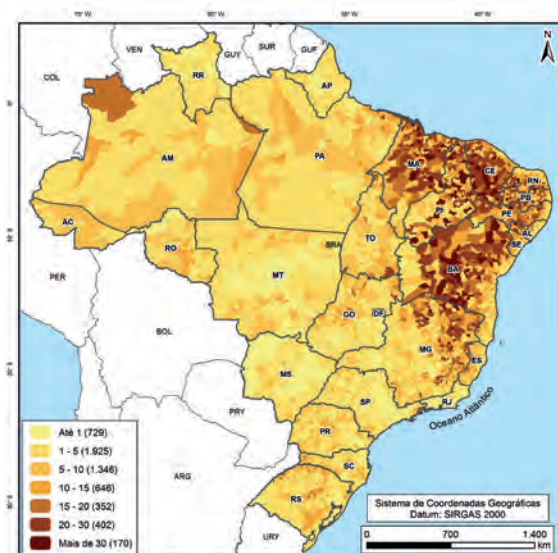 70° W
60° W
50° W
40° W
N
VEN
GUY
SUR
GUF
COL
RR
AP
0°
AM
PA
MA
CE
RN
PB
PI
PE
AL
SE
AC
TO
RO
BRA
BA
MT
PER
GO
DF
BOL
MG
ES
MS
SP
RJ
Oceano Atlântico
PRY
PR
SC
ARG
RS
URY
Até 1 (729)
1 - 5 (1.925)
5 - 10 (1.346)
10 - 15 (646)
15 - 20 (352)
20 - 30 (402)
Mais de 30 (170)
Sistema de Coordenadas Geográficas
Datum: SIRGAS 2000
0 700 1.400
km